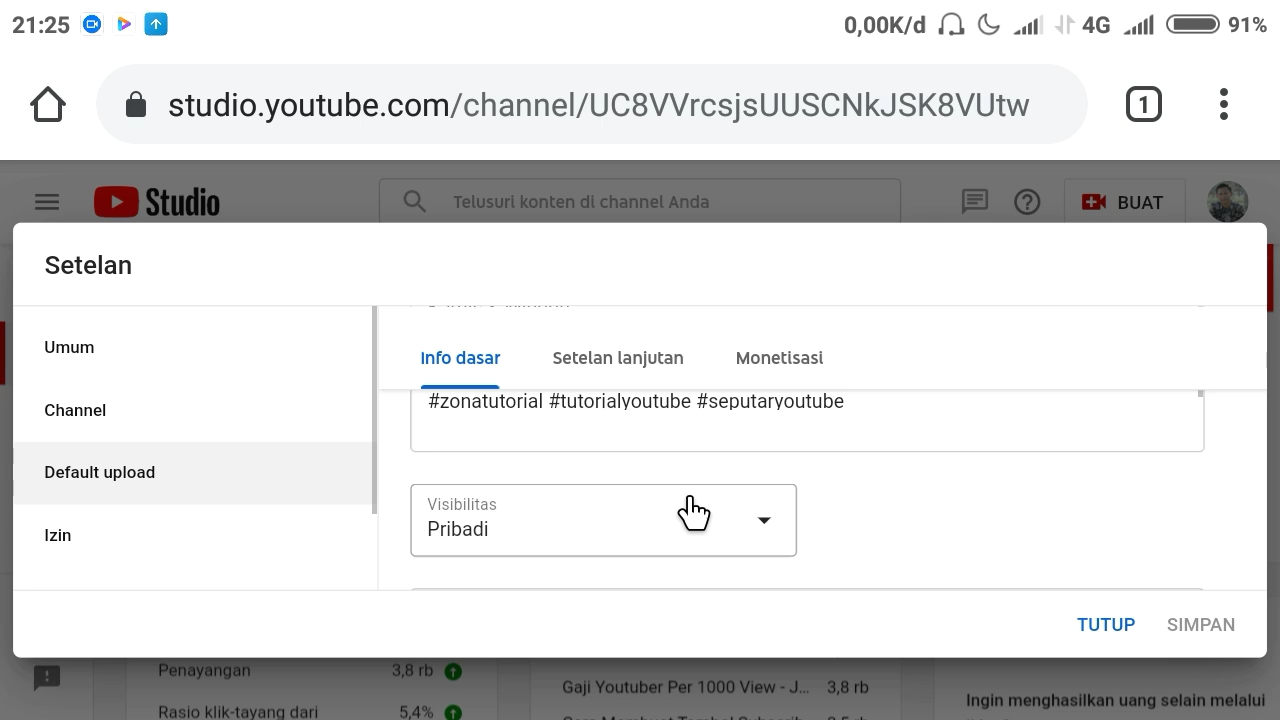 21:25
0,00K/d 4G 91%
studio.youtube.com/channel/UC8VVrcsjsUUSCNkJSK8VUtw
1
Studio
Telusuri konten di channel Anda
BUAT
Setelan
Umum
Channel
Default upload
Izin
Info dasar
Setelan lanjutan
Monetisasi
#zonatutorial #tutorialyoutube #seputaryoutube
Visibilitas
Pribadi
TUTUP
SIMPAN
Penayangan 3,8 rb
Rasio klik-tayang dari 5,4%
Gaji Youtuber Per 1000 View - J... 3,8 rb
Ingin menghasilkan uang selain melalui